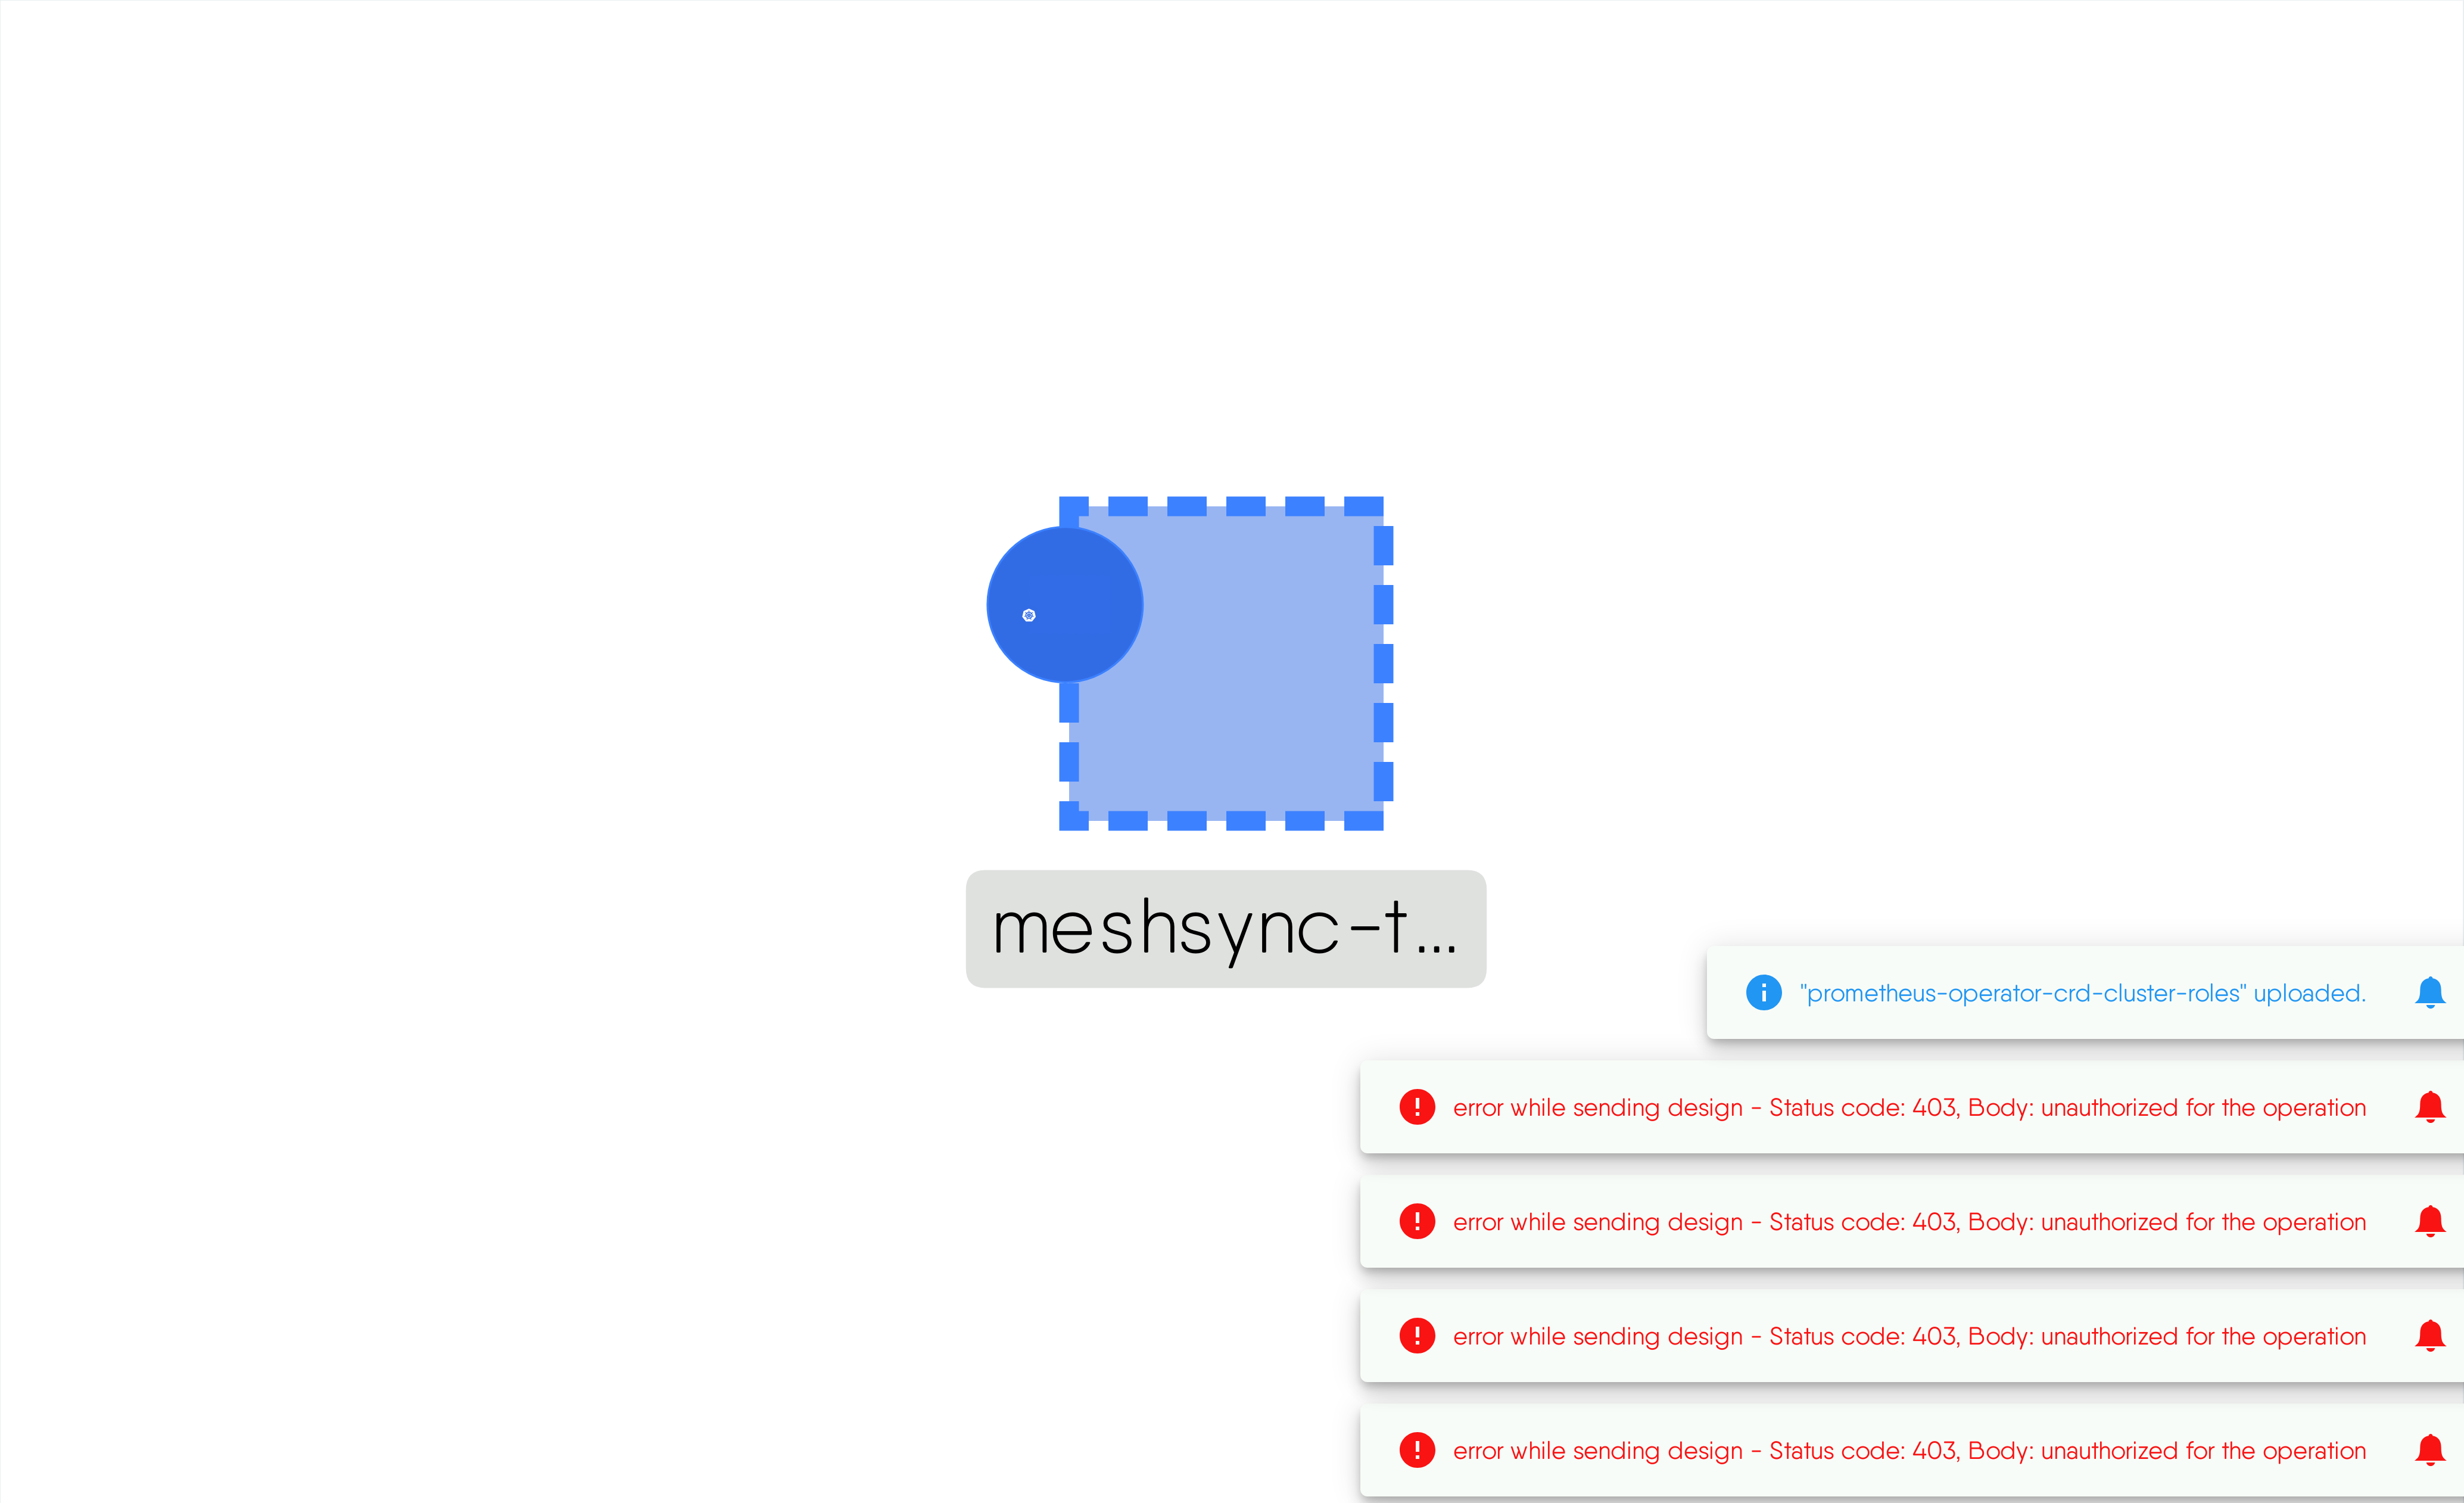 meshsync-t...
"prometheus-operator-crd-cluster-roles" uploaded.
error while sending design - Status code: 403, Body: unauthorized for the operation
error while sending design - Status code: 403, Body: unauthorized for the operation
error while sending design - Status code: 403, Body: unauthorized for the operation
error while sending design - Status code: 403, Body: unauthorized for the operation